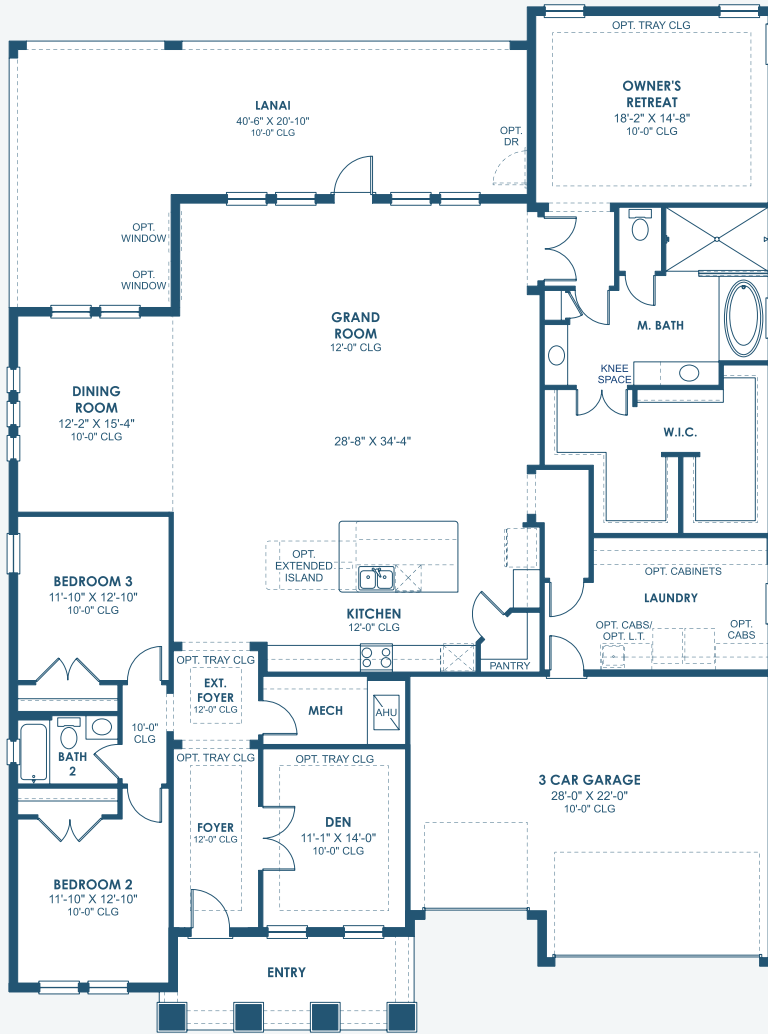 OPT. TRAY CLG
OWNER'S
RETREAT
18'-2" X 14'-8"
10'-0" CLG
LANAI
40'-6" X 20'-10"
10'-0" CLG
OPT.
DR
OPT.
WINDOW
OPT.
WINDOW
GRAND
ROOM
12'-0" CLG
28'-8" X 34'-4"
M. BATH
KNEE
SPACE
W.I.C.
DINING
ROOM
12'-2" X 15'-4"
10'-0" CLG
OPT.
EXTENDED
ISLAND
KITCHEN
12'-0" CLG
PANTRY
OPT. CABINETS
LAUNDRY
OPT. CABS/
OPT. L.T.
OPT.
CABS
BEDROOM 3
11'-10" X 12'-10"
10'-0" CLG
OPT. TRAY CLG
EXT.
FOYER
12'-0" CLG
MECH
AHU
10'-0"
CLG
BATH
2
OPT. TRAY CLG
FOYER
12'-0" CLG
OPT. TRAY CLG
DEN
11'-1" X 14'-0"
10'-0" CLG
3 CAR GARAGE
28'-0" X 22'-0"
10'-0" CLG
BEDROOM 2
11'-10" X 12'-10"
10'-0" CLG
ENTRY